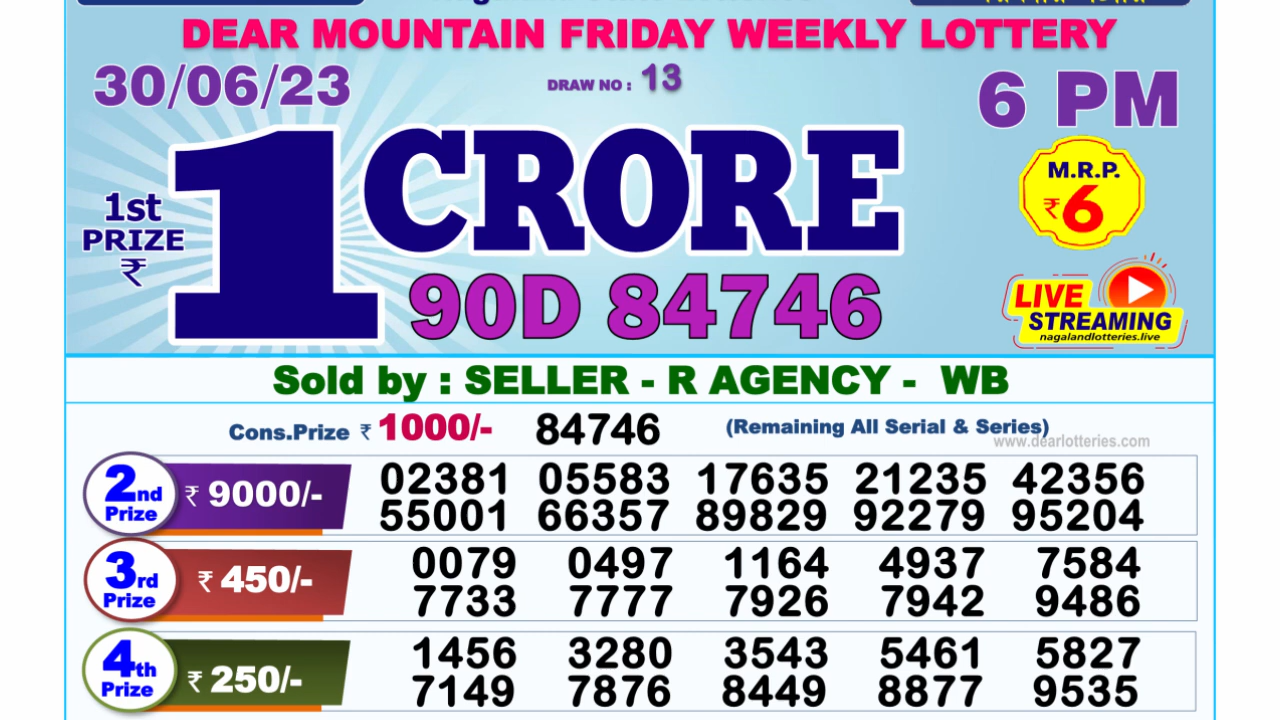 DEAR MOUNTAIN FRIDAY WEEKLY LOTTERY
30/06/23
DRAW NO : 13
6 PM
1st
PRIZE
₹
1 CRORE
90D 84746
M.R.P.
₹6
LIVE
STREAMING
nagalandlotteries.live
Sold by : SELLER - R AGENCY - WB
Cons.Prize ₹ 1000/- 84746 (Remaining All Serial & Series)
www.dearlotteries.com
2nd Prize ₹ 9000/-
02381 05583 17635 21235 42356
55001 66357 89829 92279 95204
3rd Prize ₹ 450/-
0079 0497 1164 4937 7584
7733 7777 7926 7942 9486
4th Prize ₹ 250/-
1456 3280 3543 5461 5827
7149 7876 8449 8877 9535